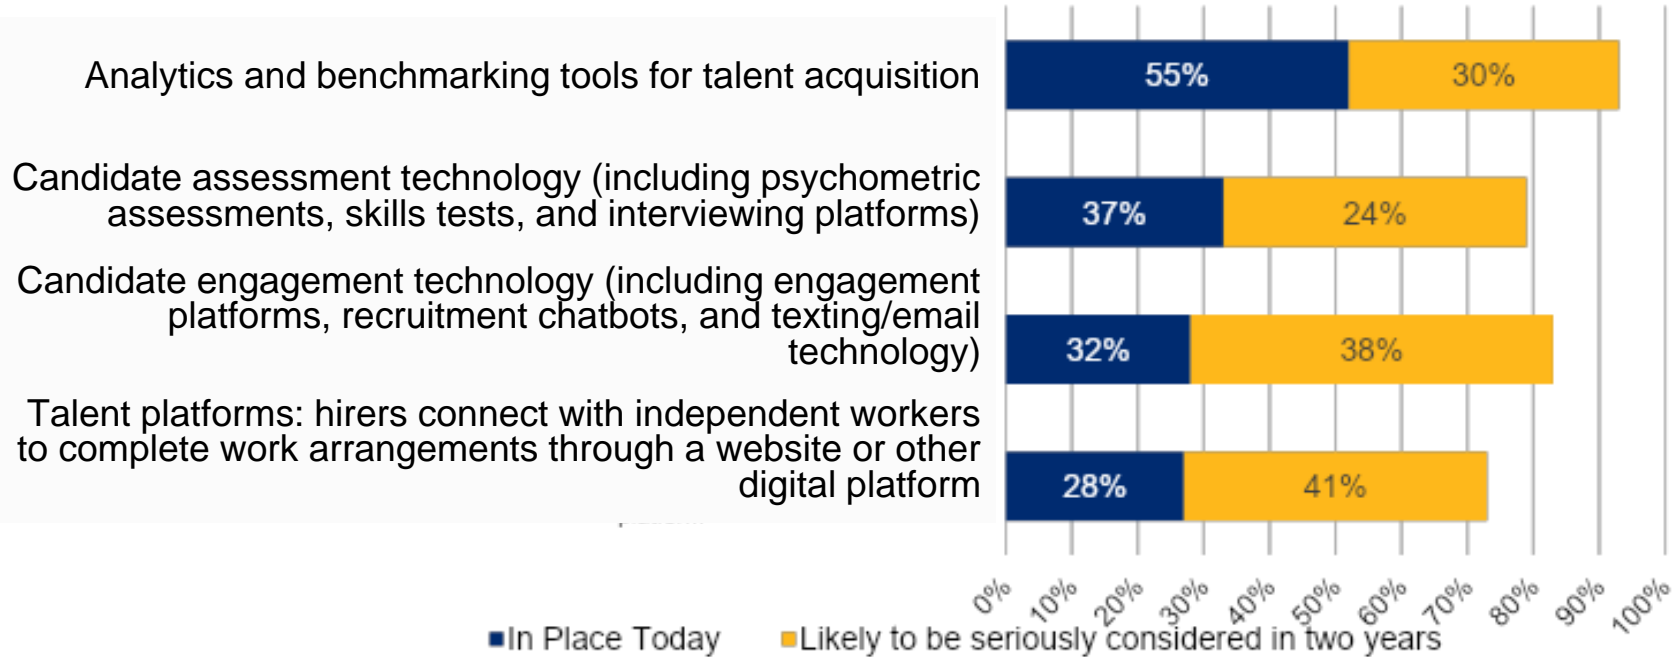 Analytics and benchmarking tools for talent acquisition
55%
30%
Candidate assessment technology (including psychometric
assessments, skills tests, and interviewing platforms)
37%
24%
Candidate engagement technology (including engagement
platforms, recruitment chatbots, and texting/email
technology)
32%
38%
Talent platforms: hirers connect with independent workers
to complete work arrangements through a website or other
digital platform
28%
41%
0%
10%
20%
30%
40%
50%
60%
70%
80%
90%
100%
In Place Today
Likely to be seriously considered in two years